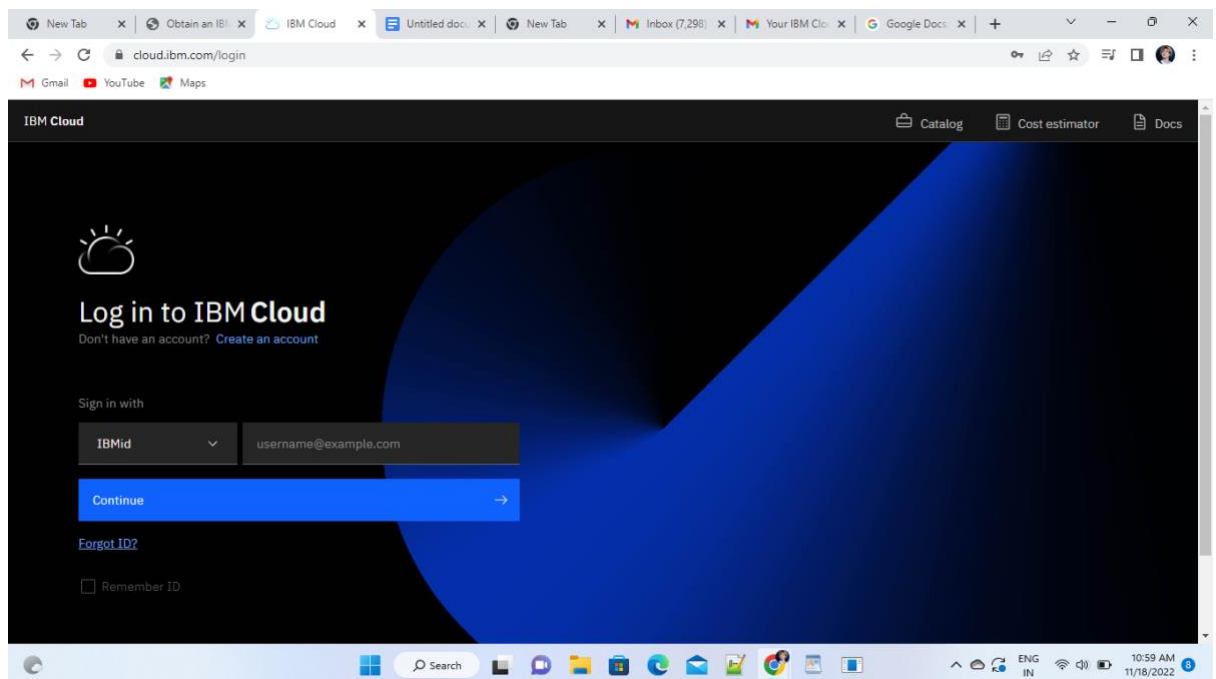 New Tab
Obtain an IBM
IBM Cloud
Untitled docu
New Tab
Inbox (7,298)
Your IBM Clo
Google Docs:
cloud.ibm.com/login
Gmail
YouTube
Maps
IBM Cloud
Catalog
Cost estimator
Docs
Log in to IBM Cloud
Don't have an account? Create an account
Sign in with
IBMid
username@example.com
Continue
Forgot ID?
Remember ID
Search
ENG
IN
10:59 AM
11/18/2022
8